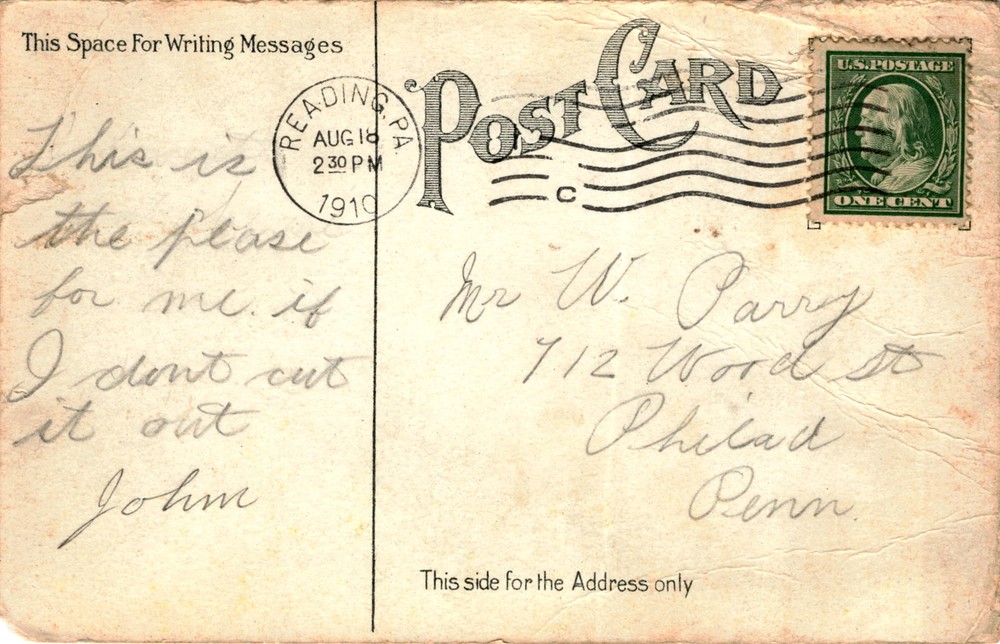 This Space For Writing Messages
POST CARD
U.S. POSTAGE
ONE CENT
READING, PA.
AUG 18
2 30 PM
1910
C
This is
the please
for me if
I dont cut
it out
John
Mr W. Parry
712 Wood St
Philad
Penn.
This side for the Address only